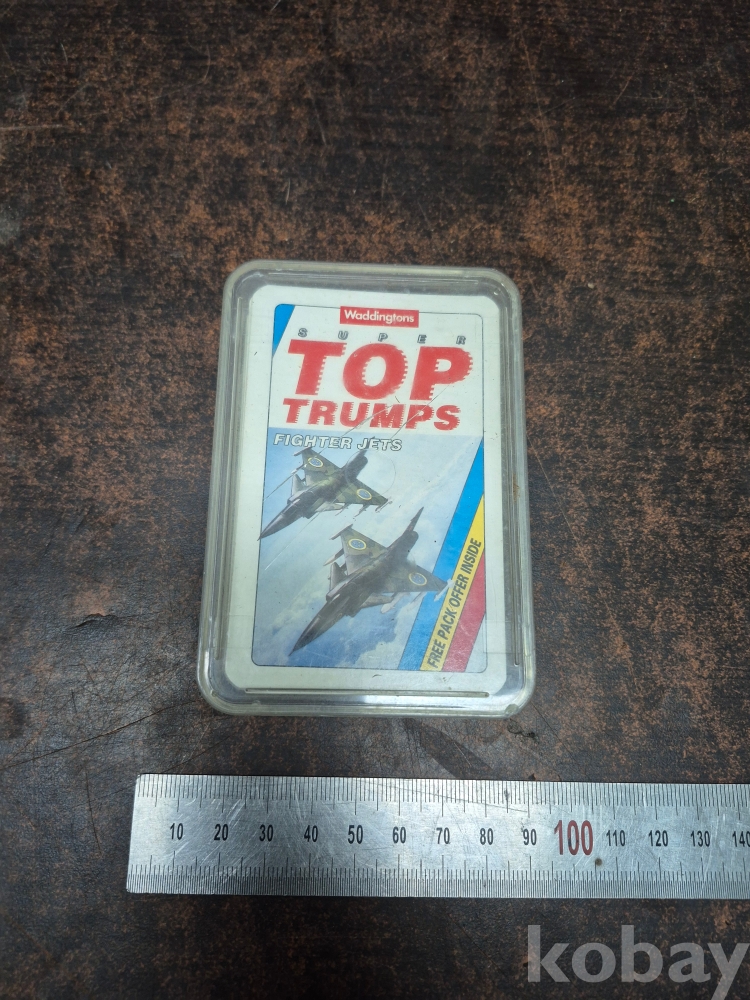 Waddingtons
SUPER
TOP
TRUMPS
FIGHTER JETS
FREE PACK OFFER INSIDE
10 20 30 40 50 60 70 80 90 100 110 120 130 140
kobay